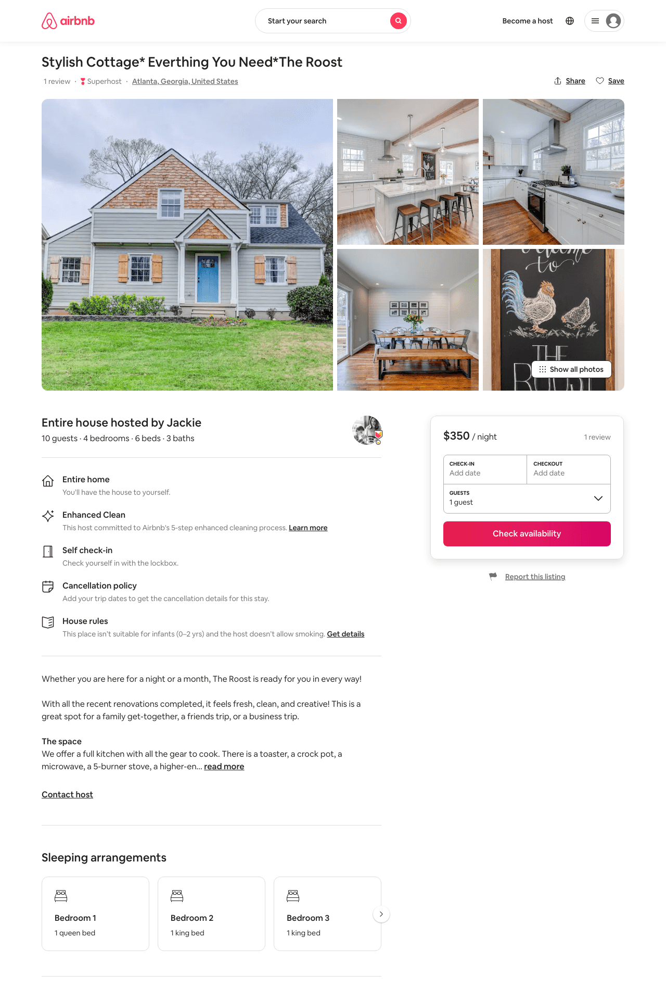 airbnb
Start your search
Become a host
Stylish Cottage* Everthing You Need*The Roost
1 review · Superhost · Atlanta, Georgia, United States
Share
Save
Welcome
to
THE
ROOST
Show all photos
Entire house hosted by Jackie
10 guests · 4 bedrooms · 6 beds · 3 baths
Entire home
You'll have the house to yourself.
Enhanced Clean
This host committed to Airbnb's 5-step enhanced cleaning process. Learn more
Self check-in
Check yourself in with the lockbox.
Cancellation policy
Add your trip dates to get the cancellation details for this stay.
House rules
This place isn't suitable for infants (0–2 yrs) and the host doesn't allow smoking. Get details
$350 / night
1 review
CHECK-IN
Add date
CHECKOUT
Add date
GUESTS
1 guest
Check availability
Report this listing
Whether you are here for a night or a month, The Roost is ready for you in every way!
With all the recent renovations completed, it feels fresh, clean, and creative! This is a
great spot for a family get-together, a friends trip, or a business trip.
The space
We offer a full kitchen with all the gear to cook. There is a toaster, a crock pot, a
microwave, a 5-burner stove, a higher-en... read more
Contact host
Sleeping arrangements
Bedroom 1
1 queen bed
Bedroom 2
1 king bed
Bedroom 3
1 king bed